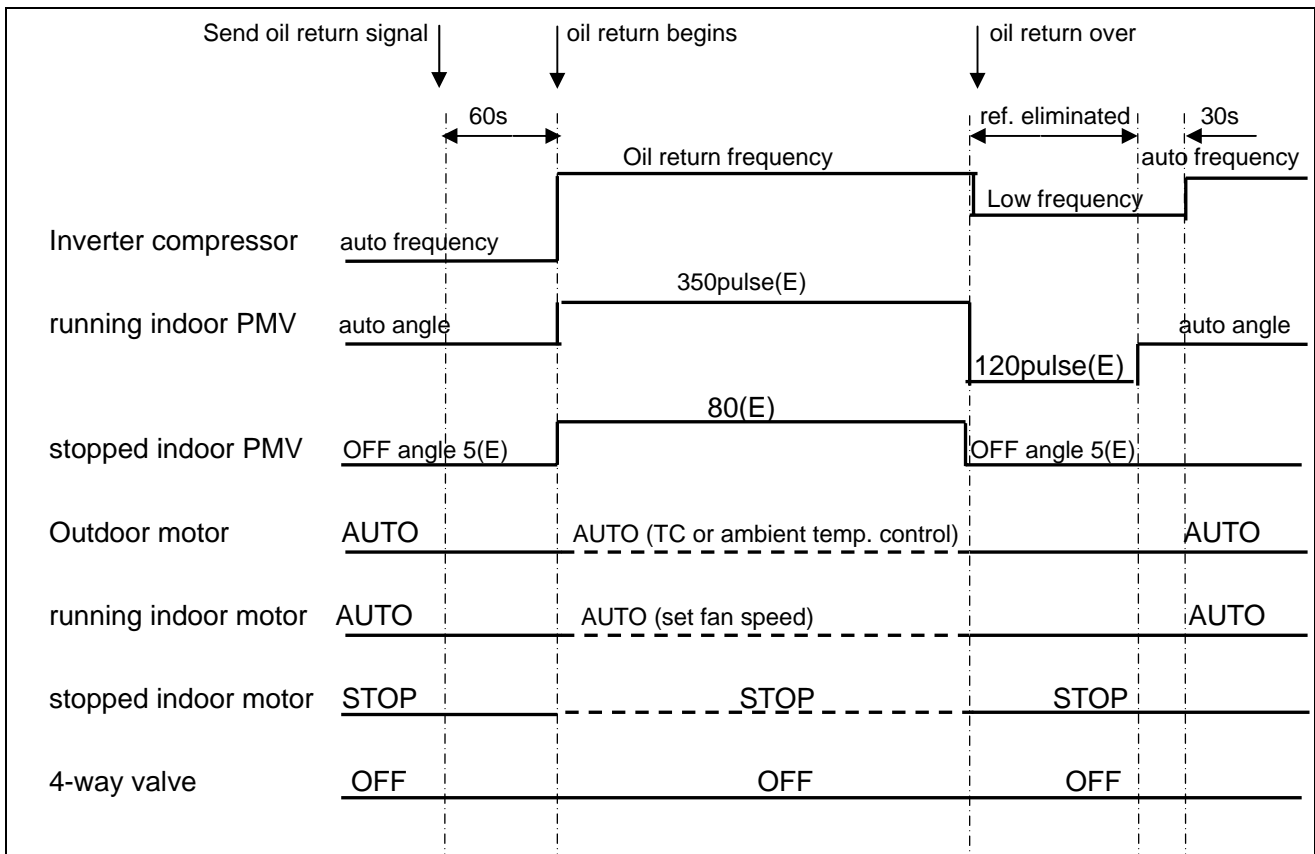 Send oil return signal oil return begins oil return over
60s ref. eliminated 30s
Oil return frequency auto frequency
Low frequency
Inverter compressor auto frequency
350pulse(E)
running indoor PMV auto angle auto angle
120pulse(E)
80(E)
stopped indoor PMV OFF angle 5(E) OFF angle 5(E)
Outdoor motor AUTO AUTO (TC or ambient temp. control) AUTO
running indoor motor AUTO AUTO (set fan speed) AUTO
stopped indoor motor STOP STOP STOP
4-way valve OFF OFF OFF